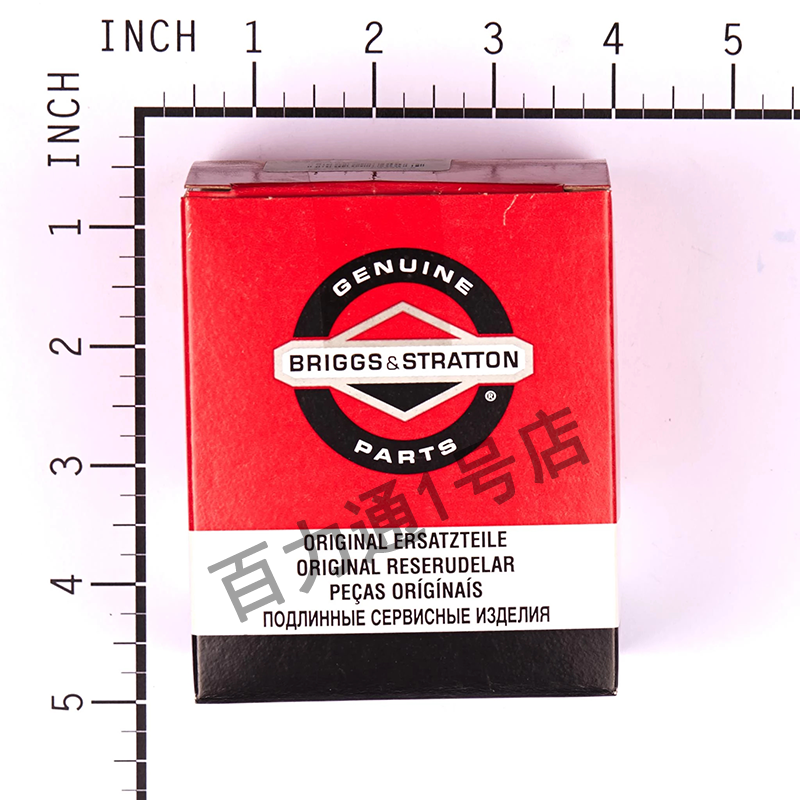 INCH 1 2 3 4 5
INCH
1
2
3
4
5
GENUINE
BRIGGS & STRATTON
®
PARTS
百力通1号店
ORIGINAL ERSATZTEILE
ORIGINAL RESERUDELAR
PEÇAS ORÍGÍNAÍS
ПОДЛИННЫЕ СЕРВИСНЫЕ ИЗДЕЛИЯ